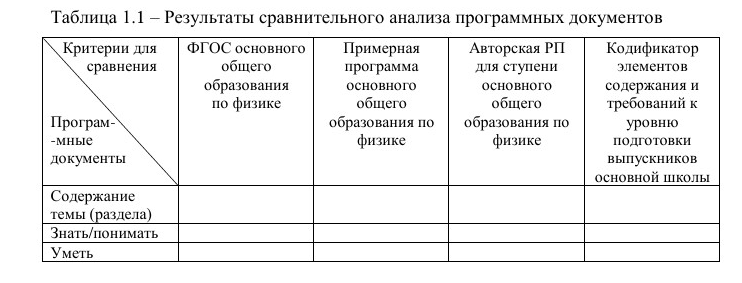 Таблица 1.1 – Результаты сравнительного анализа программных документов
Критерии для
сравнения
Програм-
-мные
документы
ФГОС основного
общего
образования
по физике
Примерная
программа
основного
общего
образования по
физике
Авторская РП
для ступени
основного
общего
образования по
физике
Кодификатор
элементов
содержания и
требований к
уровню
подготовки
выпускников
основной школы
Содержание
темы (раздела)
Знать/понимать
Уметь